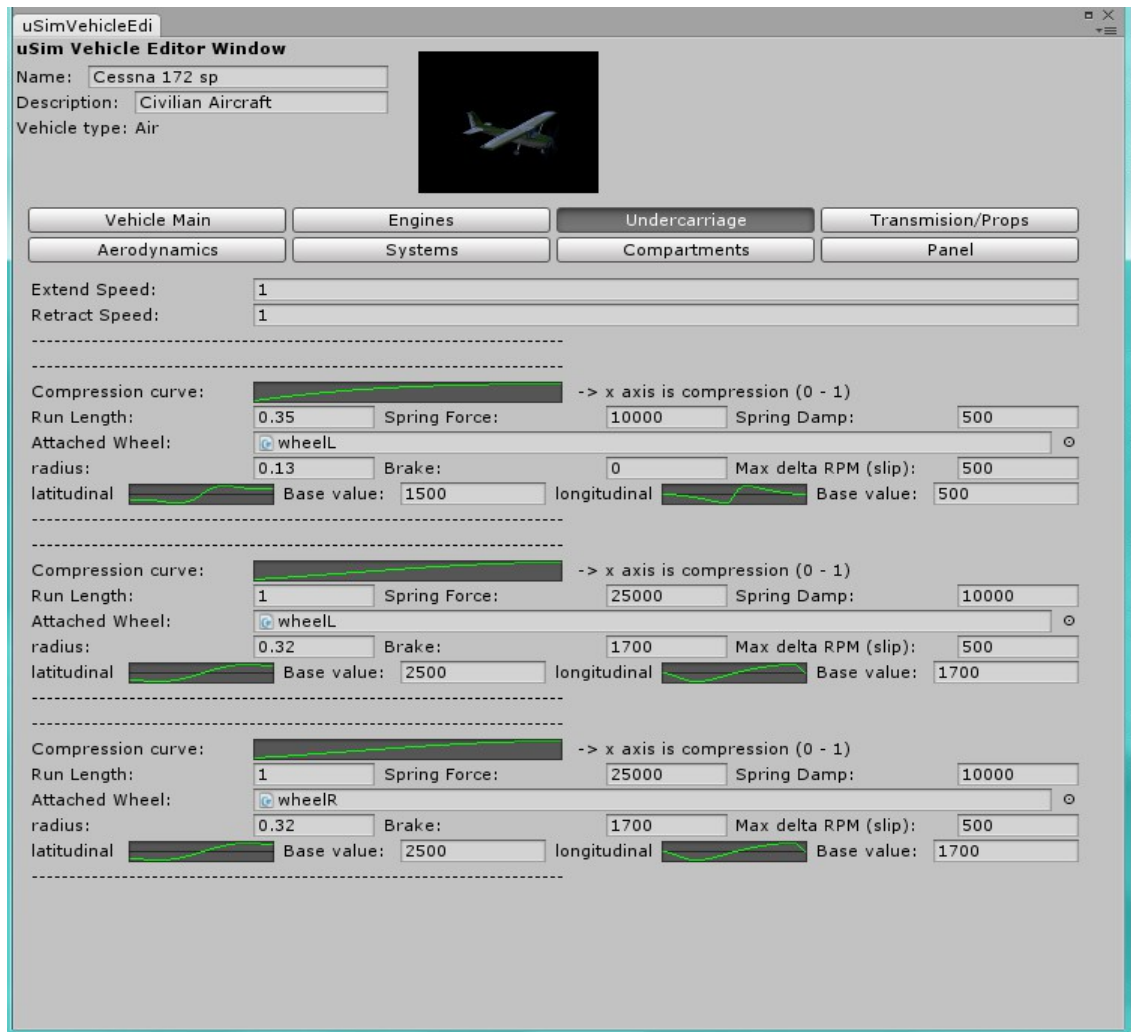 uSimVehicleEdi
uSim Vehicle Editor Window
Name: Cessna 172 sp
Description: Civilian Aircraft
Vehicle type: Air
Vehicle Main Engines Undercarriage Transmision/Props
Aerodynamics Systems Compartments Panel
Extend Speed: 1
Retract Speed: 1
Compression curve: -> x axis is compression (0 - 1)
Run Length: 0.35 Spring Force: 10000 Spring Damp: 500
Attached Wheel: wheelL
radius: 0.13 Brake: 0 Max delta RPM (slip): 500
latitudinal Base value: 1500 longitudinal Base value: 500
Compression curve: -> x axis is compression (0 - 1)
Run Length: 1 Spring Force: 25000 Spring Damp: 10000
Attached Wheel: wheelL
radius: 0.32 Brake: 1700 Max delta RPM (slip): 500
latitudinal Base value: 2500 longitudinal Base value: 1700
Compression curve: -> x axis is compression (0 - 1)
Run Length: 1 Spring Force: 25000 Spring Damp: 10000
Attached Wheel: wheelR
radius: 0.32 Brake: 1700 Max delta RPM (slip): 500
latitudinal Base value: 2500 longitudinal Base value: 1700